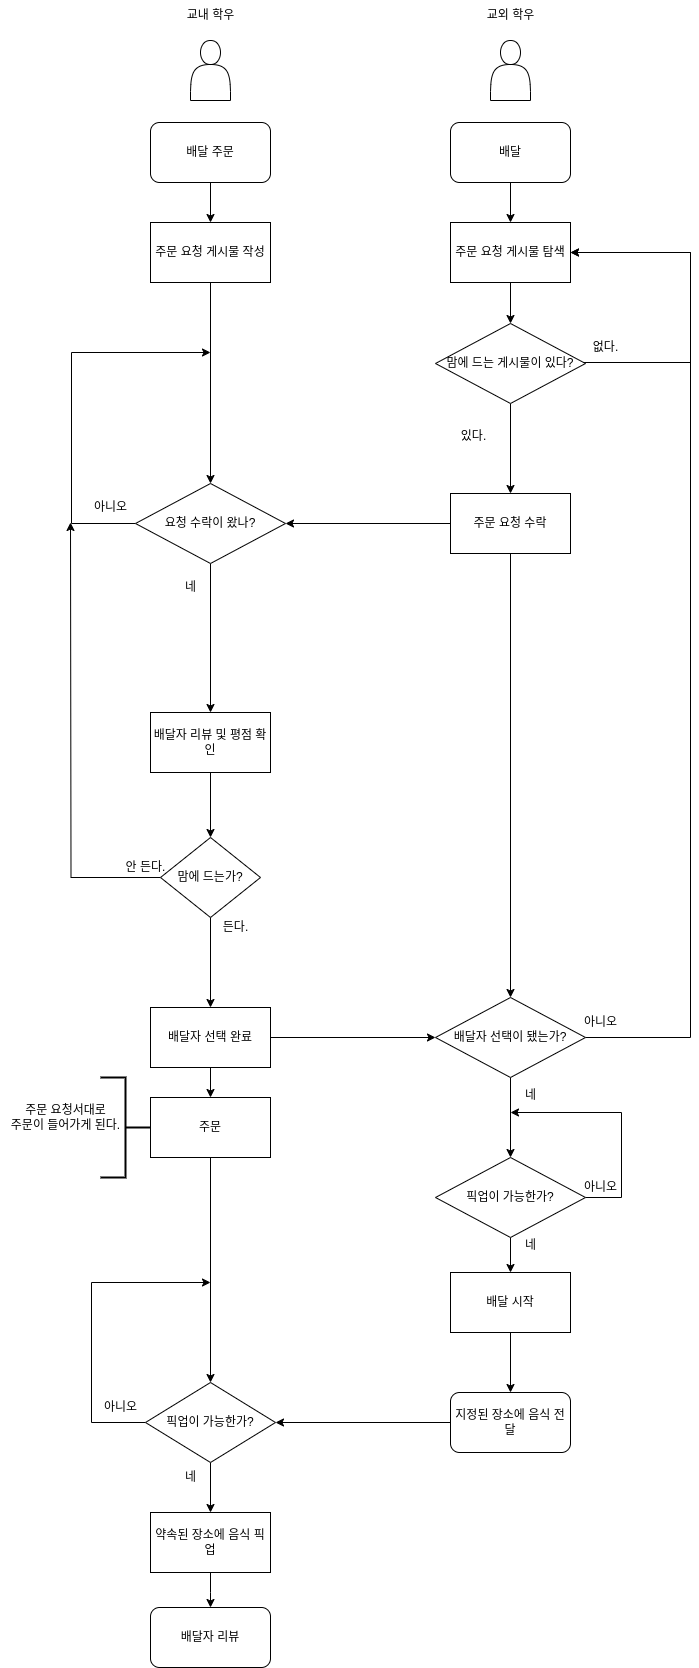 교내 학우
교외 학우
배달 주문
배달
주문 요청 게시물 작성
주문 요청 게시물 탐색
없다.
맘에 드는 게시물이 있다?
있다.
아니오
요청 수락이 왔나?
주문 요청 수락
네
배달자 리뷰 및 평점 확
인
안 든다.
맘에 드는가?
든다.
배달자 선택 완료
배달자 선택이 됐는가?
아니오
네
주문 요청서대로
주문이 들어가게 된다.
주문
픽업이 가능한가?
아니오
네
배달 시작
아니오
픽업이 가능한가?
지정된 장소에 음식 전
달
네
약속된 장소에 음식 픽
업
배달자 리뷰